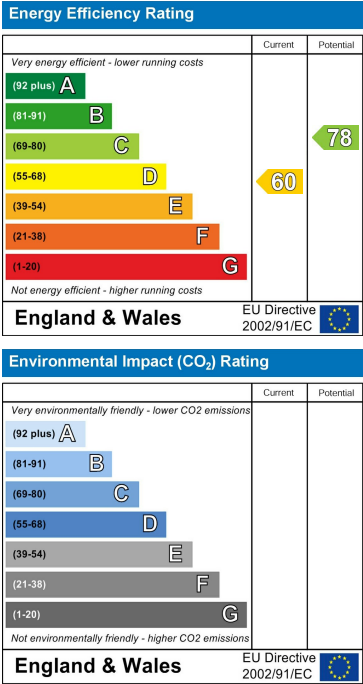 Energy Efficiency Rating
Current Potential
Very energy efficient - lower running costs
(92 plus) A
(81-91) B
(69-80) C
78
(55-68) D
60
(39-54) E
(21-38) F
(1-20) G
Not energy efficient - higher running costs
England & Wales
EU Directive
2002/91/EC
Environmental Impact (CO₂) Rating
Current Potential
Very environmentally friendly - lower CO2 emissions
(92 plus) A
(81-91) B
(69-80) C
(55-68) D
(39-54) E
(21-38) F
(1-20) G
Not environmentally friendly - higher CO2 emissions
England & Wales
EU Directive
2002/91/EC